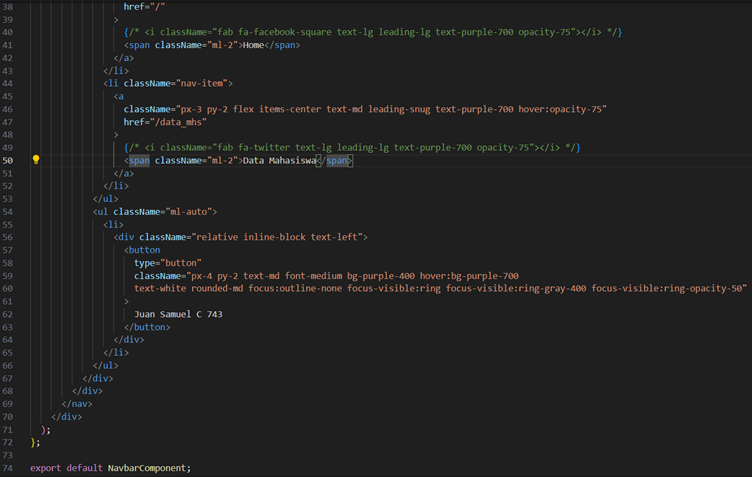 38 href="/"
39 >
40 {/* <i className="fab fa-facebook-square text-lg leading-lg text-purple-700 opacity-75"></i> */}
41 <span className="ml-2">Home</span>
42 </a>
43 </li>
44 <li className="nav-item">
45 <a
46 className="px-3 py-2 flex items-center text-md leading-snug text-purple-700 hover:opacity-75"
47 href="/data_mhs"
48 >
49 {/* <i className="fab fa-twitter text-lg leading-lg text-purple-700 opacity-75"></i> */}
50 <span className="ml-2">Data Mahasiswa</span>
51 </a>
52 </li>
53 </ul>
54 <ul className="ml-auto">
55 <li>
56 <div className="relative inline-block text-left">
57 <button
58 type="button"
59 className="px-4 py-2 text-md font-medium bg-purple-400 hover:bg-purple-700
60 text-white rounded-md focus:outline-none focus-visible:ring focus-visible:ring-gray-400 focus-visible:ring-opacity-50"
61 >
62 Juan Samuel C 743
63 </button>
64 </div>
65 </li>
66 </ul>
67 </div>
68 </div>
69 </nav>
70 </div>
71 );
72 };
73
74 export default NavbarComponent;